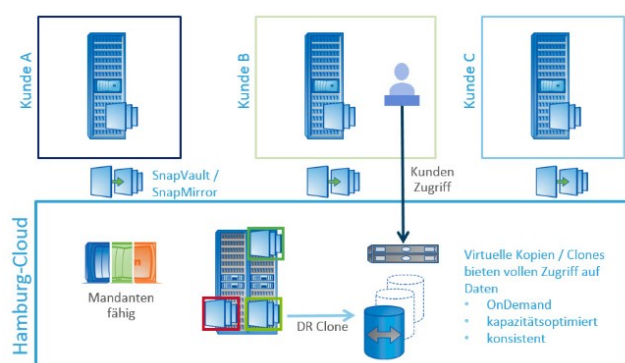 Kunde A
Kunde B
Kunde C
SnapVault /
SnapMirror
Kunden
Zugriff
Hamburg-Cloud
Mandanten
fähig
DR Clone
Virtuelle Kopien / Clones
bieten vollen Zugriff auf
Daten
• OnDemand
• kapazitätsoptimiert
• konsistent